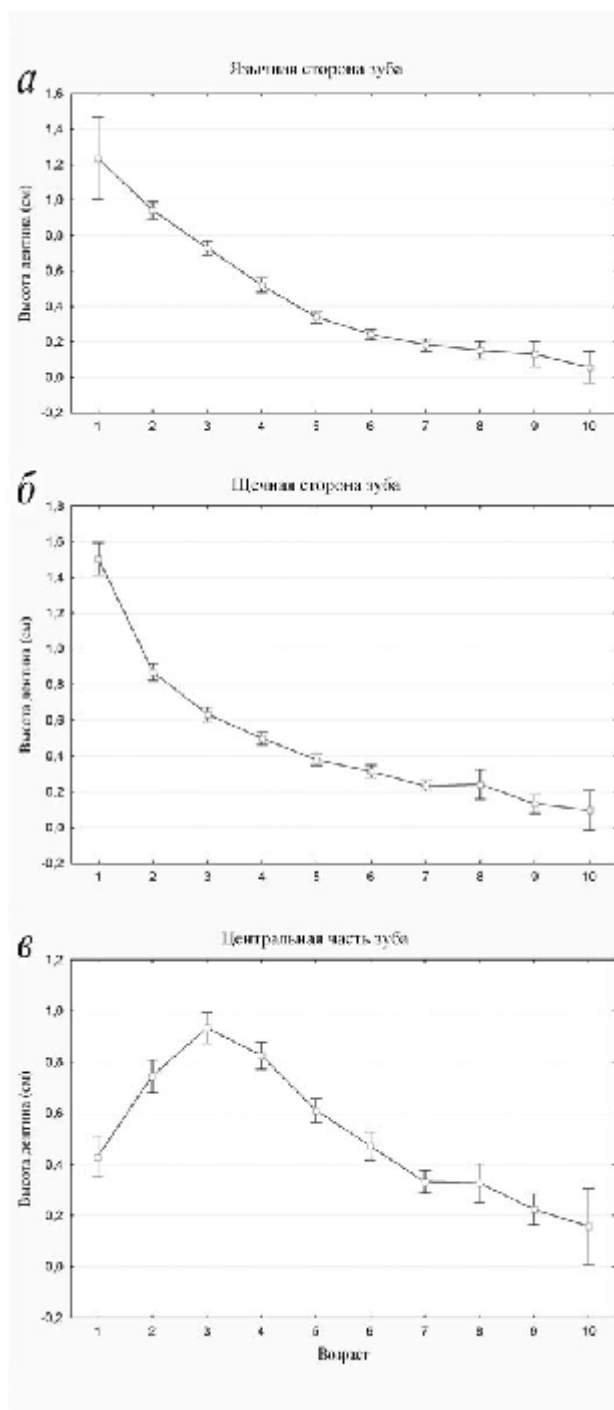 а
Язычная сторона зуба
Высота дентина (см)
1,6
1,4
1,2
1,0
0,8
0,6
0,4
0,2
0,0
-0,2
1 2 3 4 5 6 7 8 9 10
б
Щечная сторона зуба
Высота дентина (см)
1,8
1,6
1,4
1,2
1,0
0,8
0,6
0,4
0,2
0,0
-0,2
1 2 3 4 5 6 7 8 9 10
в
Центральная часть зуба
Высота дентина (см)
1,2
1,0
0,8
0,6
0,4
0,2
0,0
-0,2
1 2 3 4 5 6 7 8 9 10
Возраст